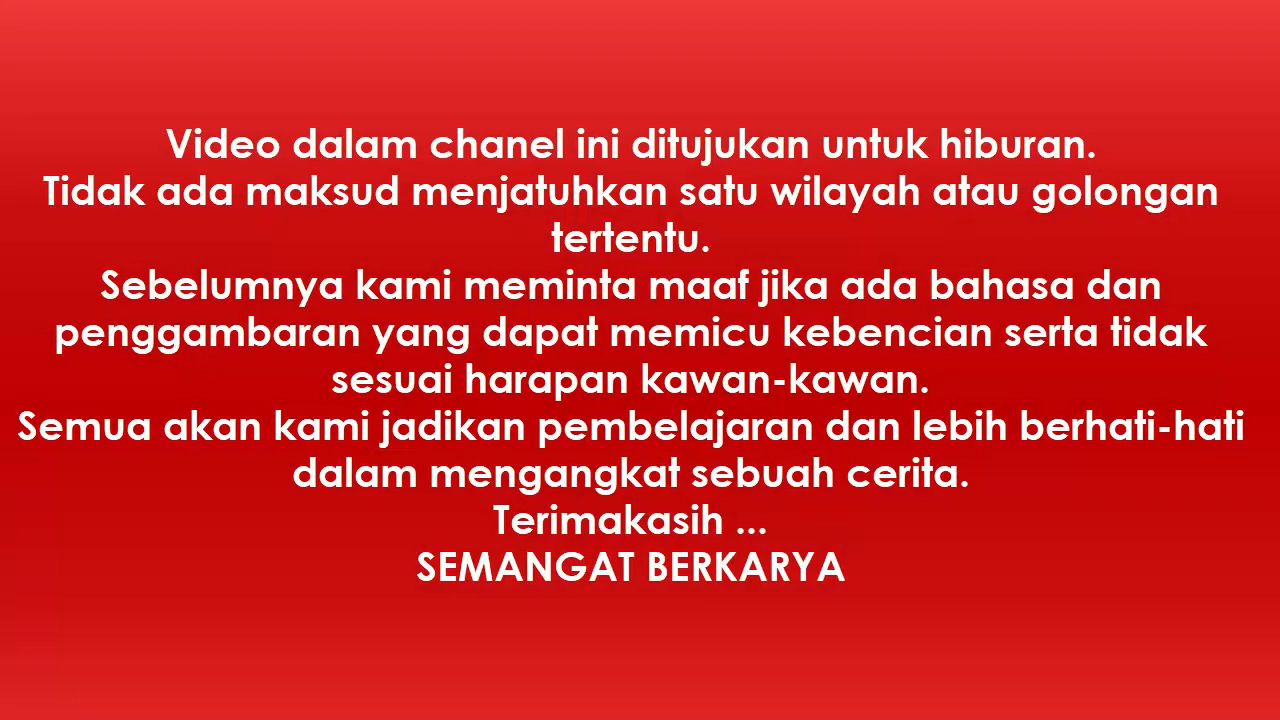 Video dalam chanel ini ditujukan untuk hiburan.
Tidak ada maksud menjatuhkan satu wilayah atau golongan
tertentu.
Sebelumnya kami meminta maaf jika ada bahasa dan
penggambaran yang dapat memicu kebencian serta tidak
sesuai harapan kawan-kawan.
Semua akan kami jadikan pembelajaran dan lebih berhati-hati
dalam mengangkat sebuah cerita.
Terimakasih ...
SEMANGAT BERKARYA